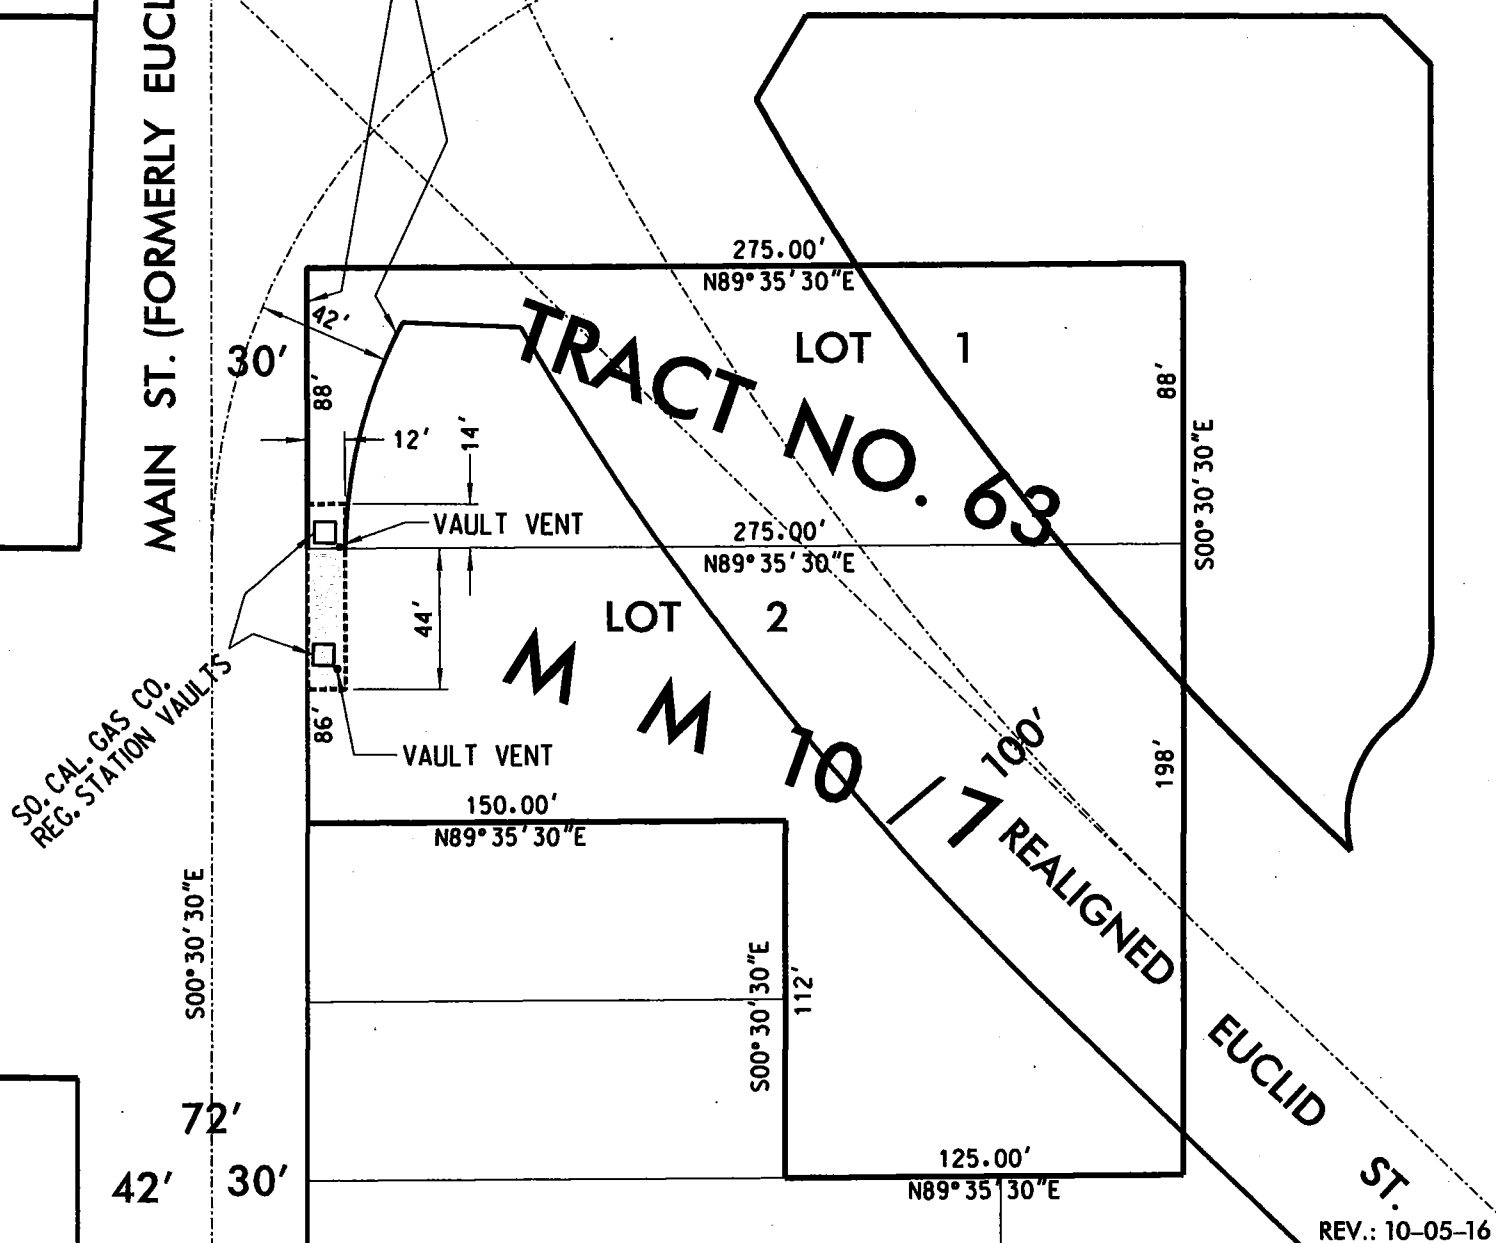 MAIN ST. (FORMERLY EUCL
275.00'
N89°35'30"E
42'
30'
88'
TRACT NO. 63
LOT 1
88'
S00°30'30"E
12'
14'
VAULT VENT
275.00'
N89°35'30"E
44'
LOT 2
M M 10 / 7
SO. CAL. GAS CO.
REG. STATION VAULTS
86'
VAULT VENT
100'
198'
150.00'
N89°35'30"E
REALIGNED EUCLID ST.
S00°30'30"E
S00°30'30"E
112'
72'
42' 30'
125.00'
N89°35'30"E
REV.: 10-05-16